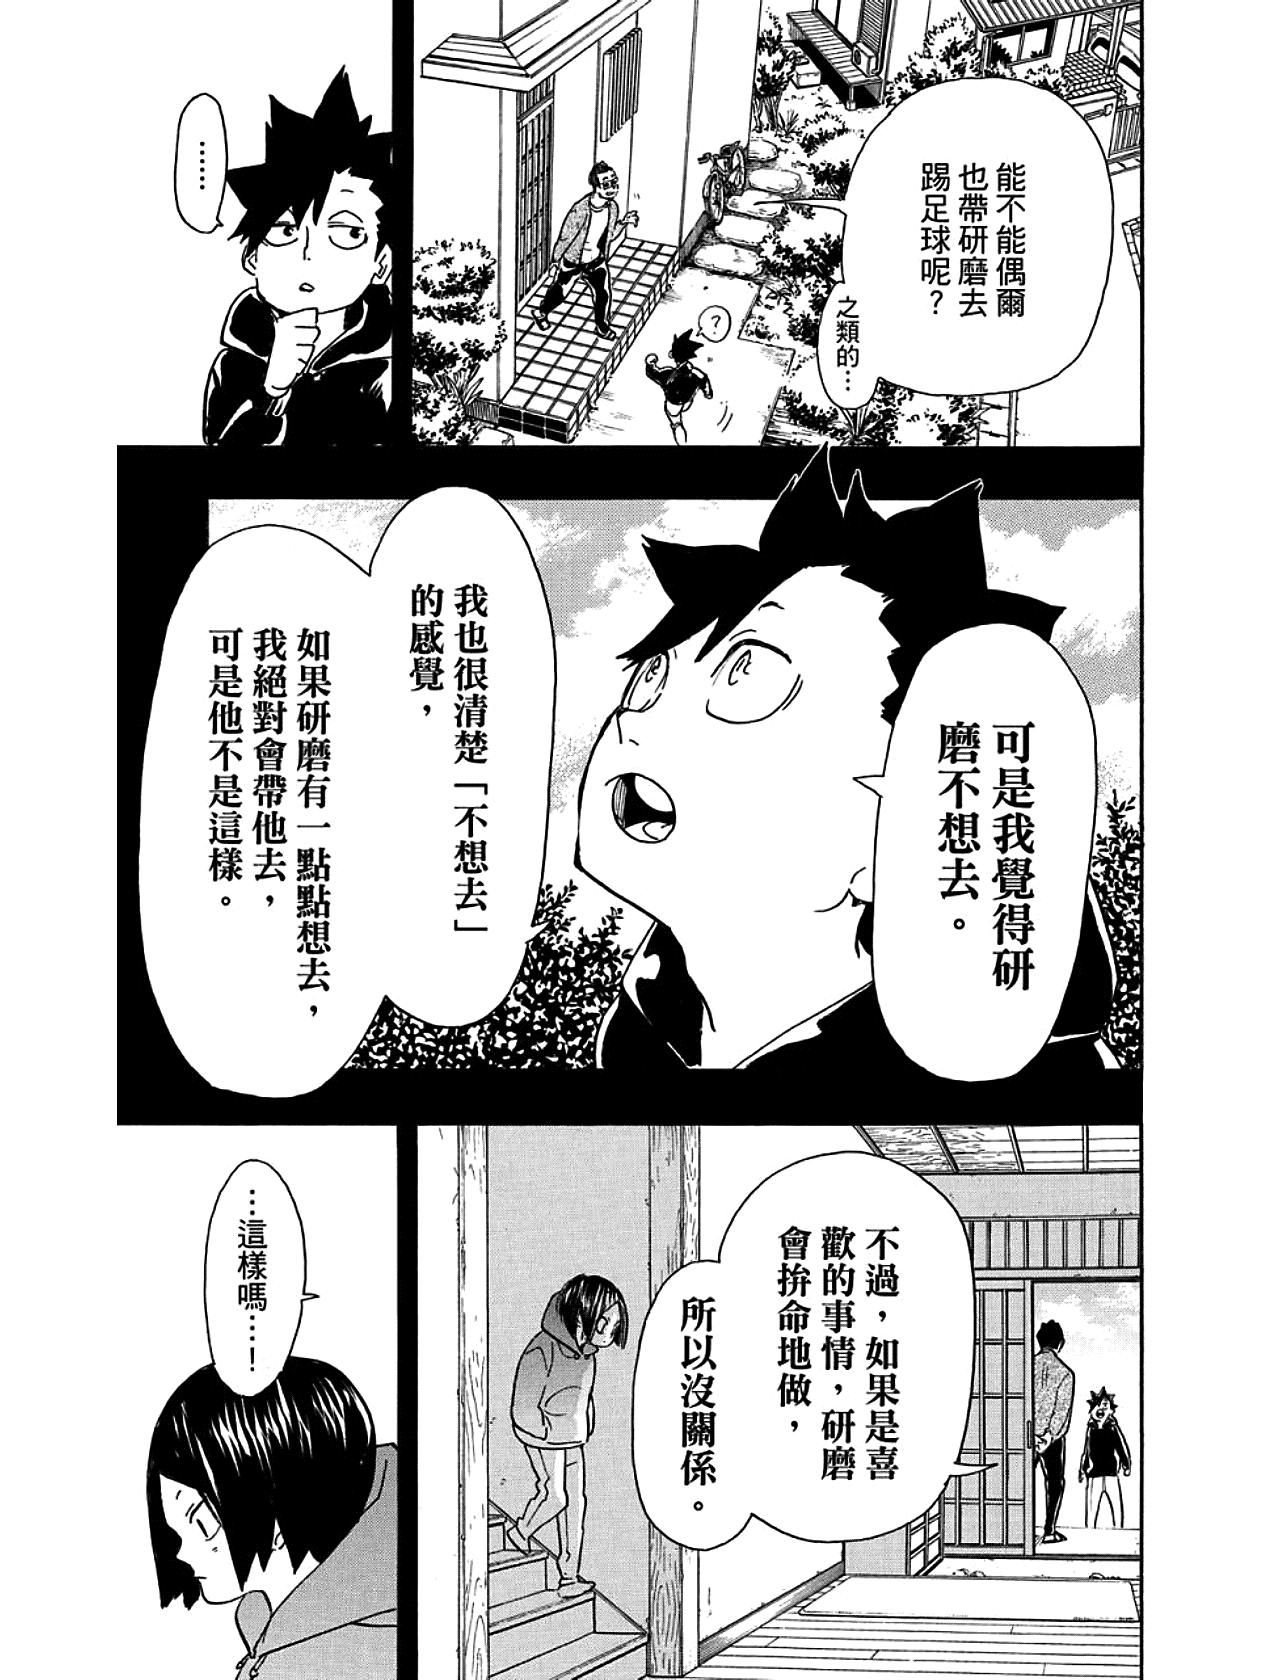 能不能偶爾
也帶研磨去
踢足球呢？
之類的…
？
……
可是我覺得研
磨不想去。
我也很清楚「不想去」
的感覺，
如果研磨有一點點想去，
我絕對會帶他去，
可是他不是這樣。
不過，如果是喜
歡的事情，研磨
會拚命地做，
所以沒關係。
…這樣嗎…！